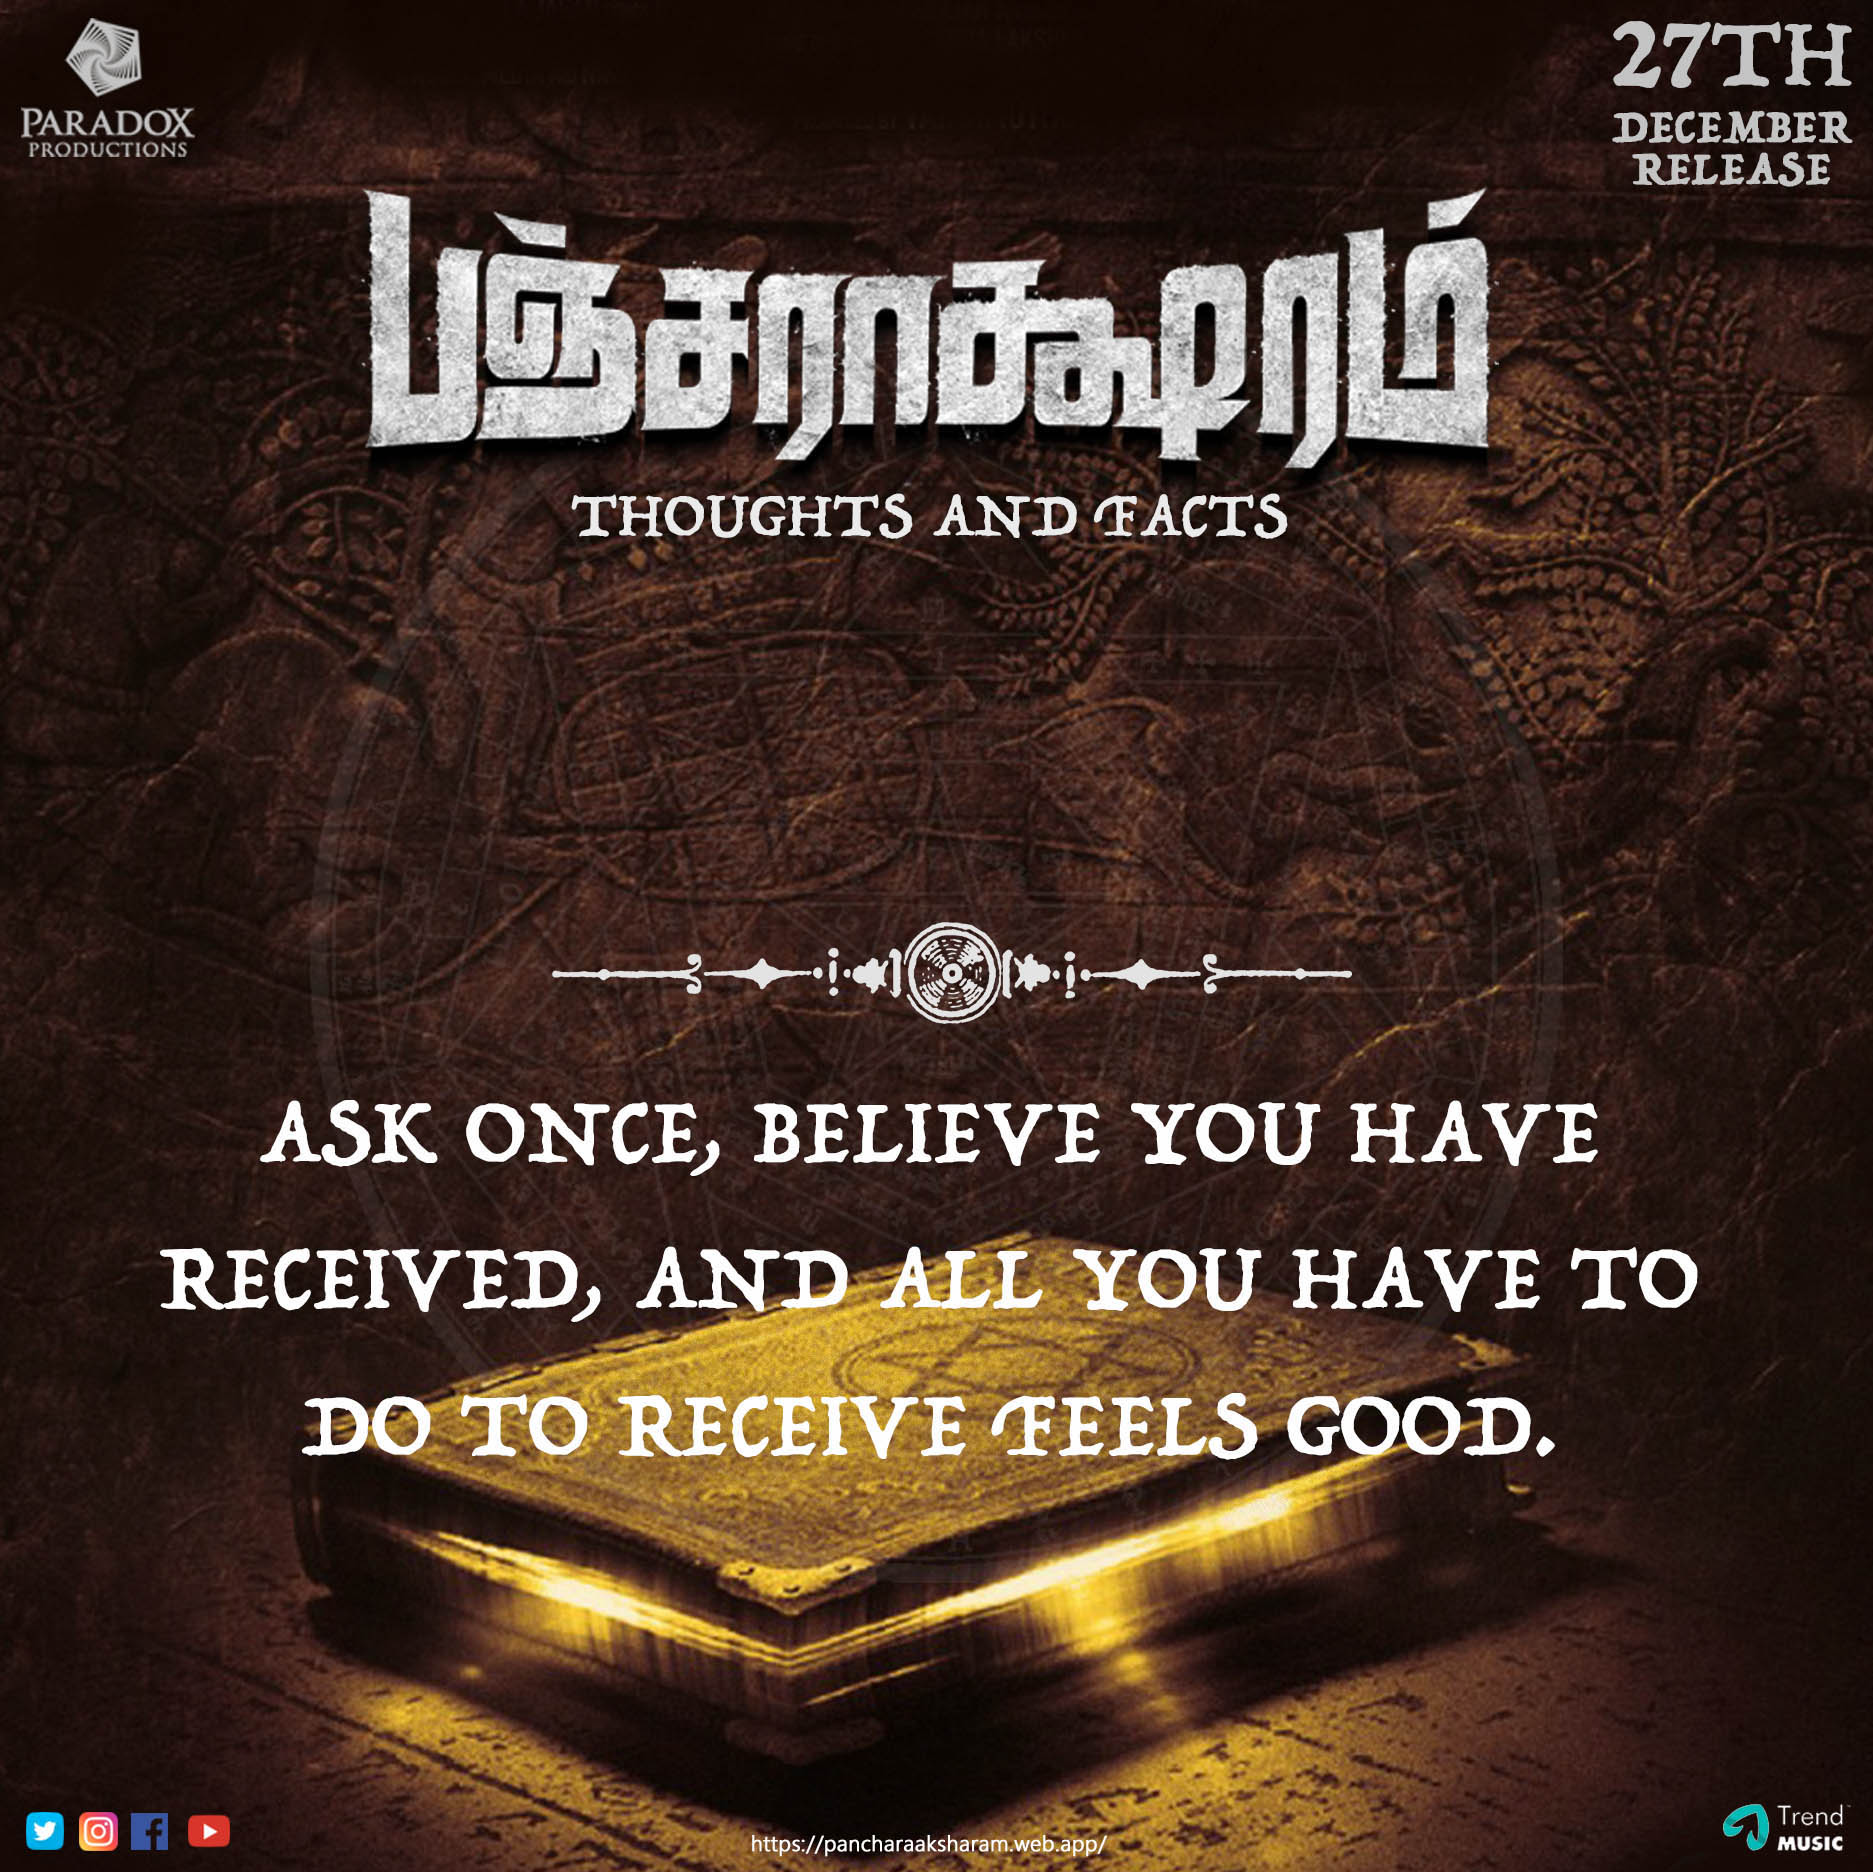 PARADOX
PRODUCTIONS
27TH
DECEMBER
RELEASE
பஞ்சராக்ஷரம்
THOUGHTS AND FACTS
ASK ONCE, BELIEVE YOU HAVE
RECEIVED, AND ALL YOU HAVE TO
DO TO RECEIVE FEELS GOOD.
https://pancharaaksharam.web.app/
Trend
MUSIC